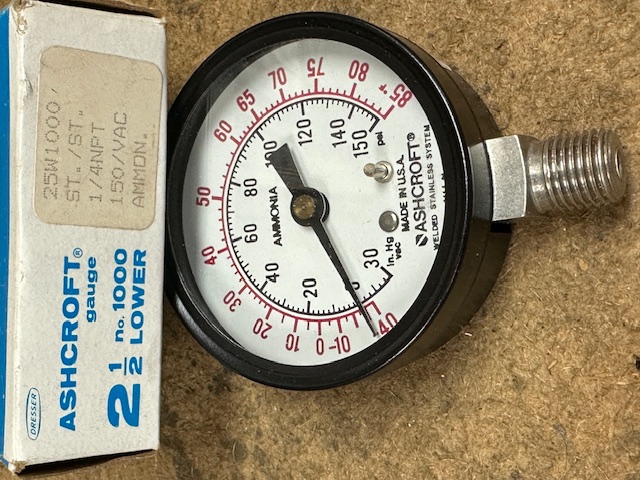 25W1000/
ST./ST.
1/4NPT
150/VAC
AMMON.
ASHCROFT®
gauge
2 1/2 no. 1000
LOWER
DRESSER
AMMONIA
MADE IN U.S.A.
ASHCROFT®
WELDED STAINLESS SYSTEM
30
20
40
60
80
100
120
140
150
psi
In. Hg
vac
-40
-10
0
10
20
30
40
50
60
65
70
75
80
85°F